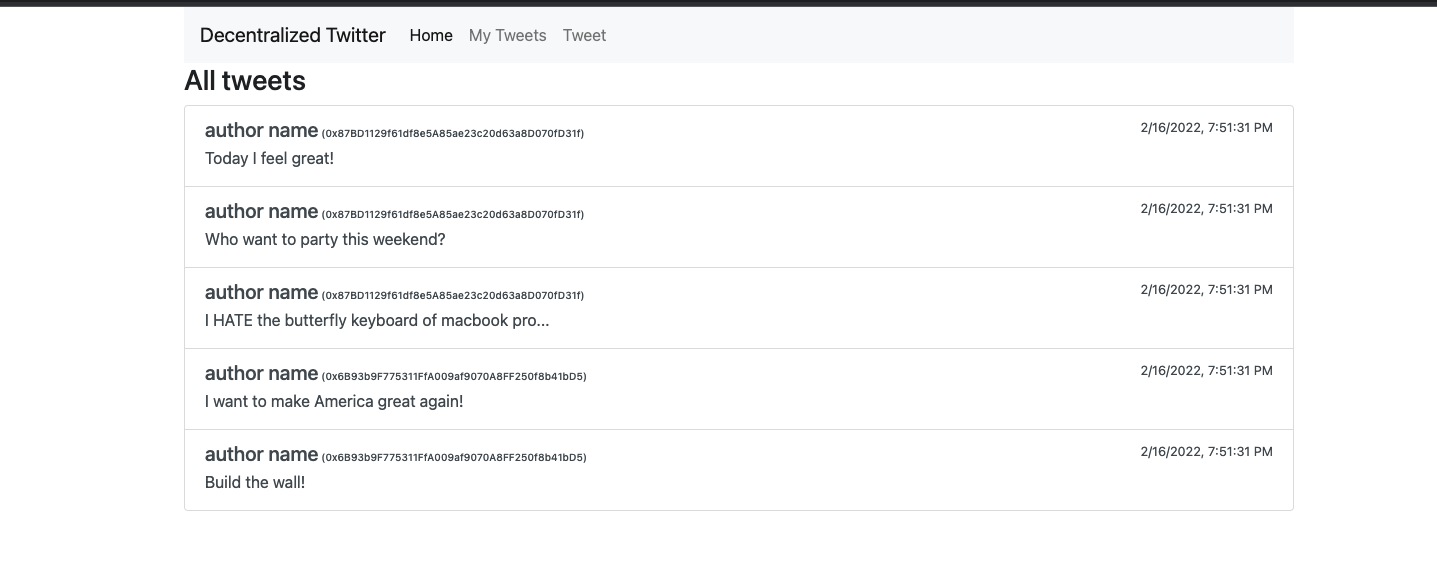 Decentralized Twitter Home My Tweets Tweet
All tweets
author name (0x87BD1129f61df8e5A85ae23c20d63a8D070fD31f) 2/16/2022, 7:51:31 PM
Today I feel great!
author name (0x87BD1129f61df8e5A85ae23c20d63a8D070fD31f) 2/16/2022, 7:51:31 PM
Who want to party this weekend?
author name (0x87BD1129f61df8e5A85ae23c20d63a8D070fD31f) 2/16/2022, 7:51:31 PM
I HATE the butterfly keyboard of macbook pro...
author name (0x6B93b9F775311FfA009af9070A8FF250f8b41bD5) 2/16/2022, 7:51:31 PM
I want to make America great again!
author name (0x6B93b9F775311FfA009af9070A8FF250f8b41bD5) 2/16/2022, 7:51:31 PM
Build the wall!